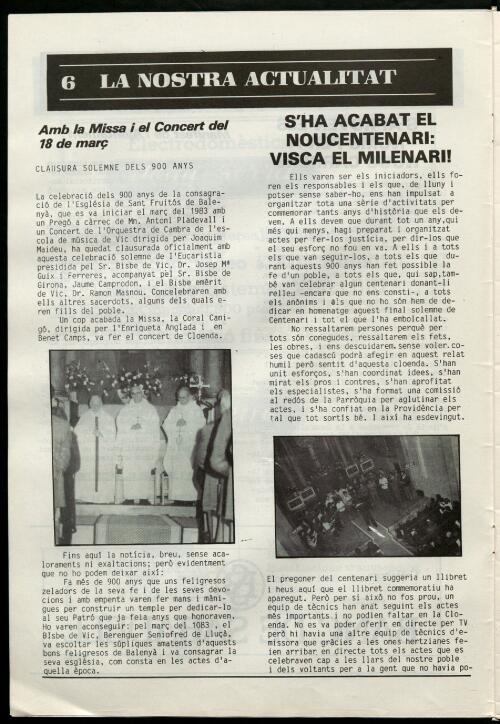 6 LA NOSTRA ACTUALITAT
Amb la Missa i el Concert del
18 de març
CLAUSURA SOLEMNE DELS 900 ANYS
La celebració dels 900 anys de la consagra-
ció de l'Església de Sant Fruitós de Bale-
nyà, que es va iniciar el març del 1983 amb
un Pregó a càrrec de Mn. Antoni Pladevall i
un Concert de l'Orquestra de Cambra de l'es-
cola de música de Vic dirigida per Joaquim
Maideu, ha quedat clausurada oficialment amb
aquesta celebració solemne de l'Eucaristia
presidida pel Sr. Bisbe de Vic, Dr. Josep Mª
Guix i Ferreres, acompanyat pel Sr. Bisbe de
Girona, Jaume Camprodon, i el Bisbe emèrit
de Vic, Dr. Ramon Masnou. Concelebraren amb
ells altres sacerdots, alguns dels quals e-
ren fills del poble.
Un cop acabada la Missa, la Coral Cani-
gó, dirigida per l'Enriqueta Anglada i en
Benet Camps, va fer el concert de Cloenda.
Fins aquí la notícia, breu, sense aca-
loraments ni exaltacions; però evidentment
que no ho podem deixar així:
Fa més de 900 anys que uns feligresos
zeladors de la seva fe i de les seves devo-
cions i amb empenta varen fer mans i màni-
gues per construir un temple per dedicar-lo
al seu Patró que ja feia anys que honoraven.
Ho varen aconseguir: pel març del 1083 , el
BIsbe de Vic, Berenguer Seniofred de Lluçà,
va escoltar les súpliques amatents d'aquests
bons feligresos de Balenyà i va consagrar la
seva església, com consta en les actes d'a-
quella època.
S'HA ACABAT EL
NOUCENTENARI:
VISCA EL MILENARI!
Ells varen ser els iniciadors, ells fo-
ren els responsables i els que, de lluny i
potser sense saber-ho, ens han impulsat a
organitzar tota una sèrie d'activitats per
commemorar tants anys d'història que els de-
vem. A ells devem que durant tot un any,qui
més qui menys, hagi preparat i organitzat
actes per fer-los justícia, per dir-los que
el seu esforç no fou en va. A ells i a tots
els que van seguir-los, a tots els que du-
rant aquests 900 anys han fet possible la
fe d'un poble, a tots els que, qui sap,tam-
bé van celebrar algun centenari donant-li
relleu -encara que no ens consti-, a tots
els anònims i als que no ho són hem de de-
dicar en homenatge aquest final solemne de
Centenari i tot el que l'ha embolcallat.
No ressaltarem persones perquè per
tots són conegudes, ressaltarem els fets,
les obres, i ens descuidarem.sense voler.co-
ses que cadascú podrà afegir en aquest relat
humil però sentit d'aquesta cloenda. S'han
unit esforços, s'han coordinat idees, s'han
mirat els pros i contres, s'han aprofitat
els especialistes, s'ha format una comissió
al redós de la Parròquia per aglutinar els
actes, i s'ha confiat en la Providència per
tal que tot sortís bé. I així ha esdevingut.
El pregoner del centenari suggeria un llibret
i heus aquí que el llibret commemoratiu ha
aparegut. Però per si això no fos prou, un
equip de tècnics han anat seguint els actes
més importants.i no podien faltar en la Clo-
enda. No es va poder oferir en directe per TV
però hi havia una altre equip de tècnics d'e-
missora que gràcies a les ones hertzianes fe-
ien arribar en directe tots els actes que es
celebraven cap a les llars del nostre poble
i dels voltants per a la gent que no havia po-